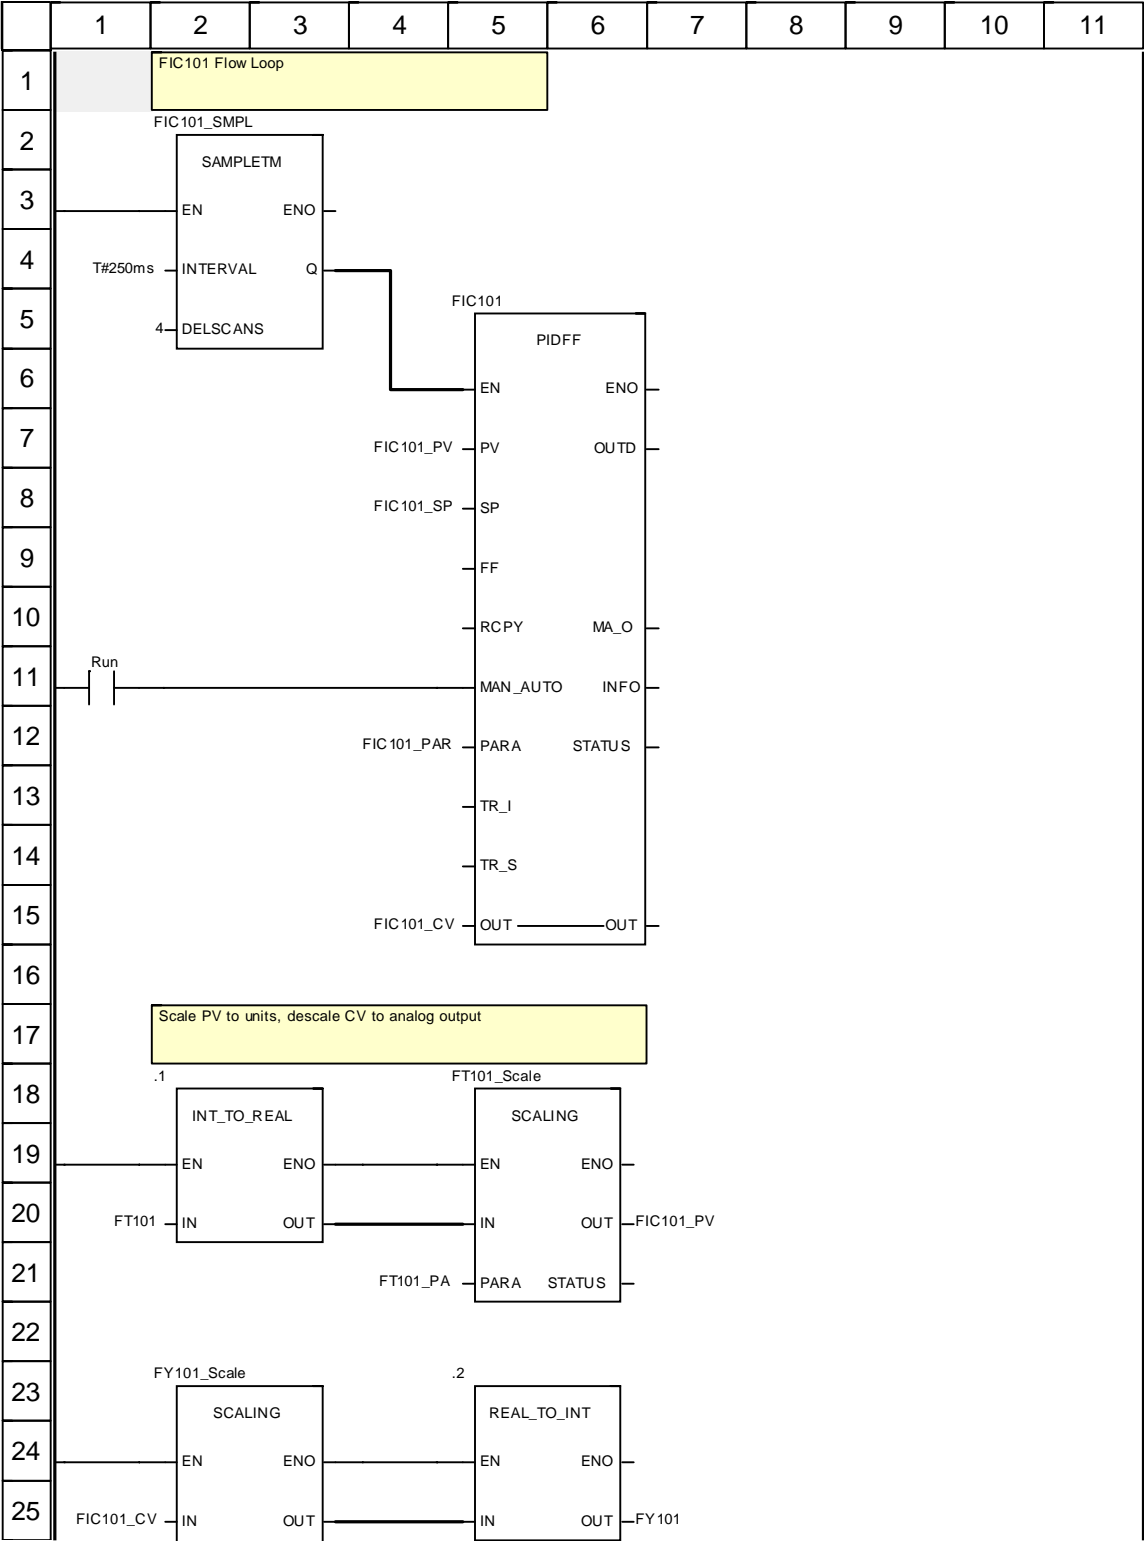 1 2 3 4 5 6 7 8 9 10 11
1
FIC101 Flow Loop
FIC101_SMPL
2
SAMPLETM
3
EN ENO
4
T#250ms INTERVAL Q
FIC101
5
4 DELSCANS
PIDFF
6
EN ENO
7
FIC101_PV PV OUTD
8
FIC101_SP SP
9
FF
10
RCPY MA_O
Run
11
MAN_AUTO INFO
12
FIC101_PAR PARA STATUS
13
TR_I
14
TR_S
15
FIC101_CV OUT OUT
16
17
Scale PV to units, descale CV to analog output
.1 FT101_Scale
18
INT_TO_REAL SCALING
19
EN ENO EN ENO
20
FT101 IN OUT IN OUT FIC101_PV
21
FT101_PA PARA STATUS
22
FY101_Scale .2
23
SCALING REAL_TO_INT
24
EN ENO EN ENO
25
FIC101_CV IN OUT IN OUT FY101